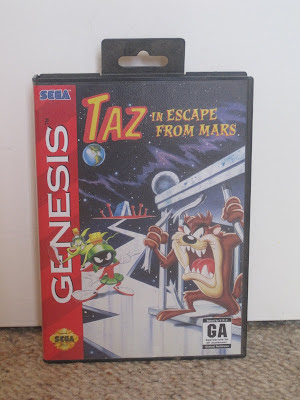 SEGA
TAZ
IN ESCAPE
FROM MARS
GENESIS
GA
SEGA